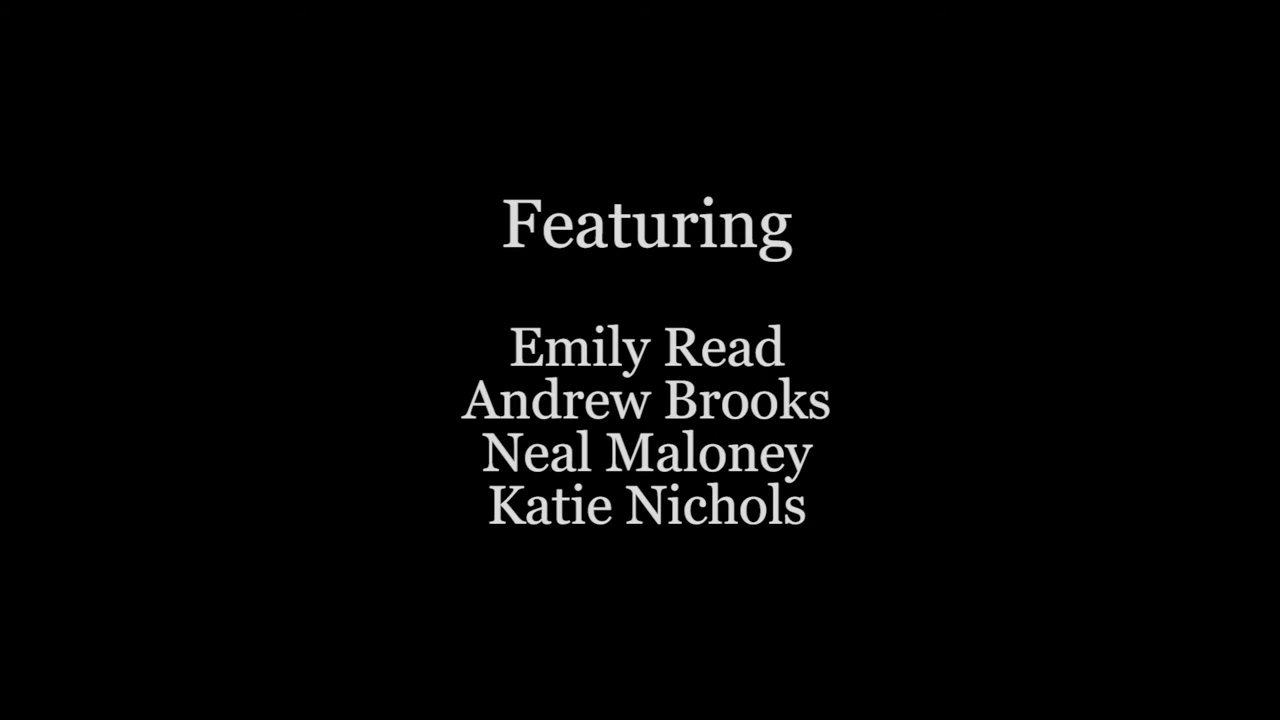 Featuring
Emily Read
Andrew Brooks
Neal Maloney
Katie Nichols